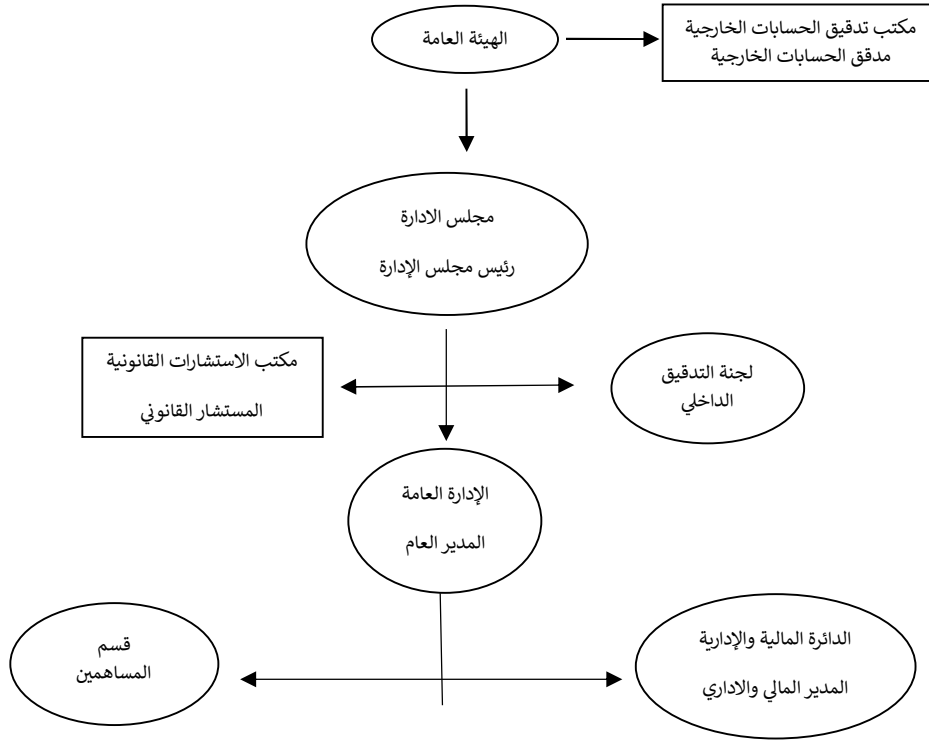 الهيئة العامة
مكتب تدقيق الحسابات الخارجية
مدقق الحسابات الخارجية
مجلس الادارة
رئيس مجلس الإدارة
لجنة التدقيق
الداخلي
مكتب الاستشارات القانونية
المستشار القانوني
الإدارة العامة
المدير العام
الدائرة المالية والإدارية
المدير المالي والاداري
قسم
المساهمين